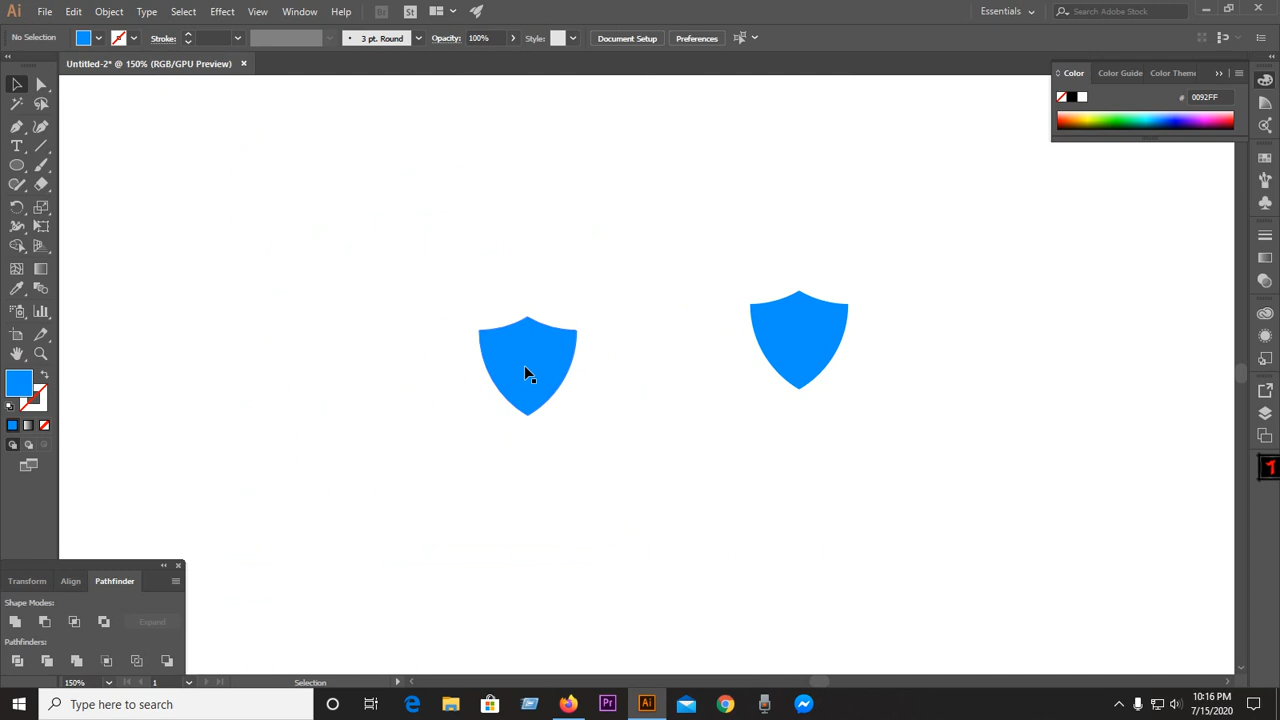 Ai File Edit Object Type Select Effect View Window Help Br St Essentials Search Adobe Stock
No Selection Stroke: 3 pt. Round Opacity: 100% Style: Document Setup Preferences
Untitled-2* @ 150% (RGB/GPU Preview)
Color Color Guide Color Theme
# 0092FF
T
Transform Align Pathfinder
Shape Modes:
Expand
Pathfinders:
150% 1 Selection
Type here to search Pr Ai 10:16 PM
7/15/2020